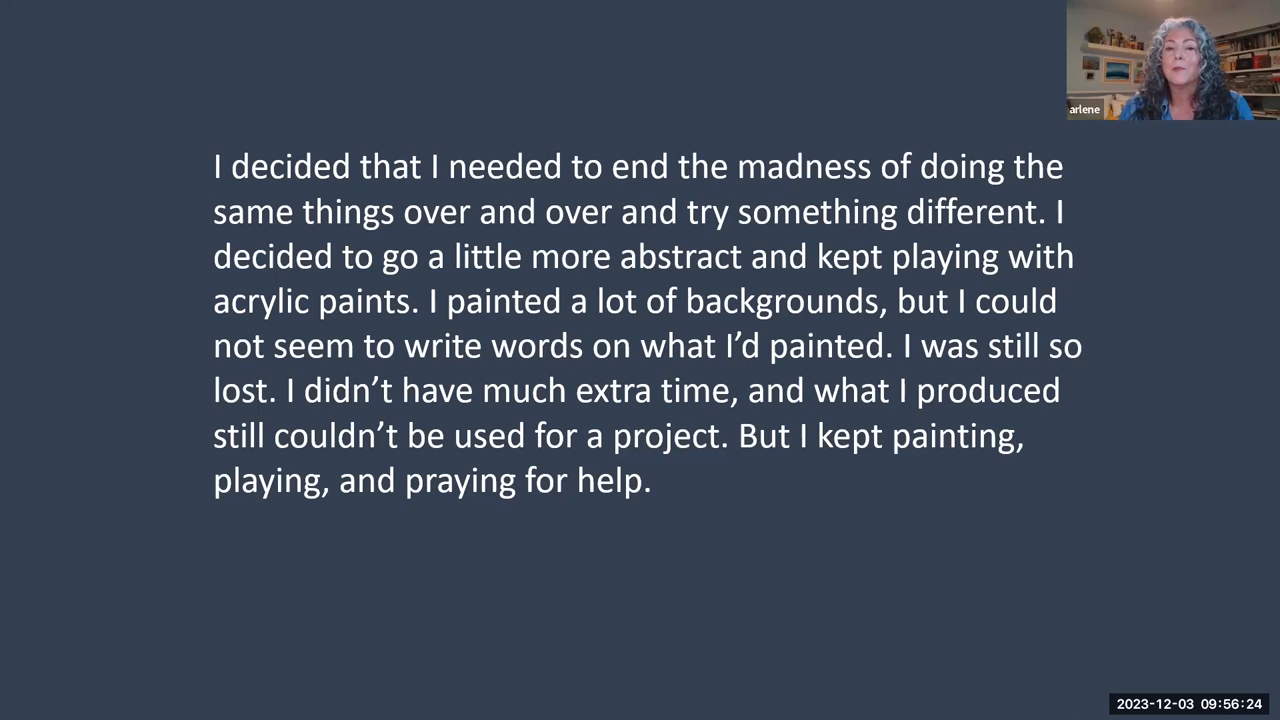 arlene
I decided that I needed to end the madness of doing the
same things over and over and try something different. I
decided to go a little more abstract and kept playing with
acrylic paints. I painted a lot of backgrounds, but I could
not seem to write words on what I’d painted. I was still so
lost. I didn’t have much extra time, and what I produced
still couldn’t be used for a project. But I kept painting,
playing, and praying for help.
2023-12-03 09:56:24